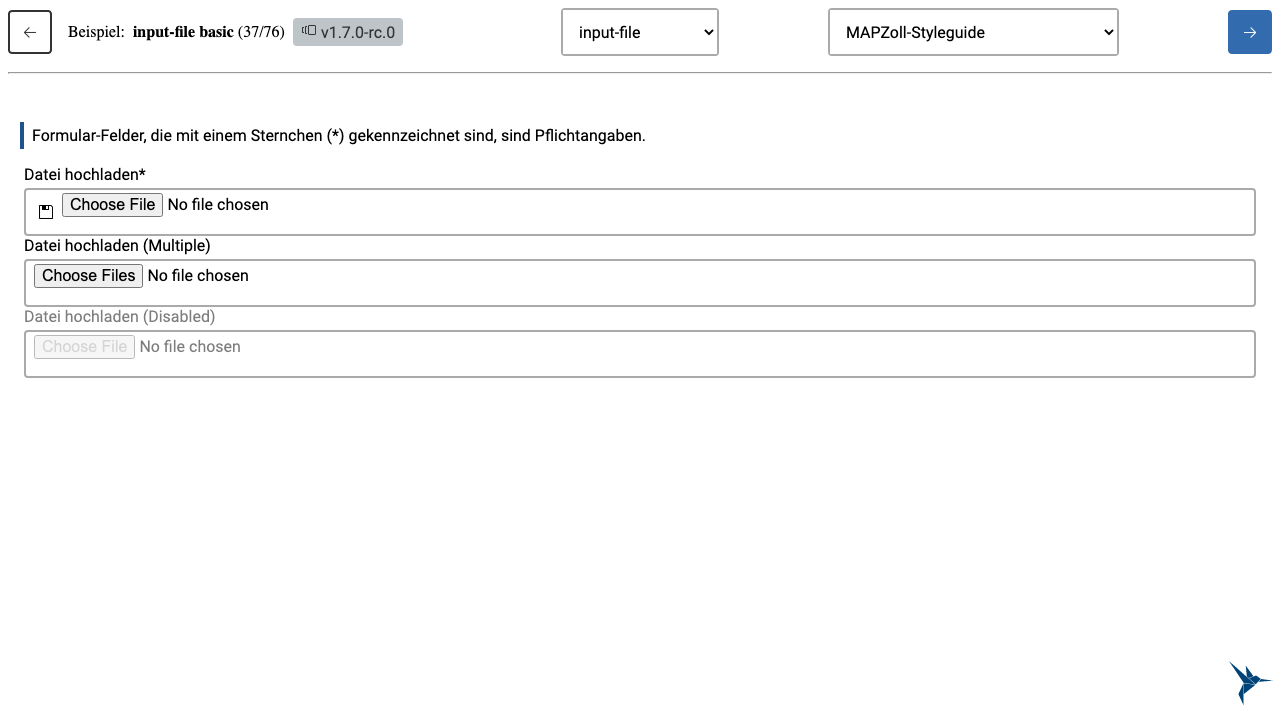 Beispiel: input-file basic (37/76) v1.7.0-rc.0 input-file MAPZoll-Styleguide
Formular-Felder, die mit einem Sternchen (*) gekennzeichnet sind, sind Pflichtangaben.
Datei hochladen*
Choose File No file chosen
Datei hochladen (Multiple)
Choose Files No file chosen
Datei hochladen (Disabled)
Choose File No file chosen